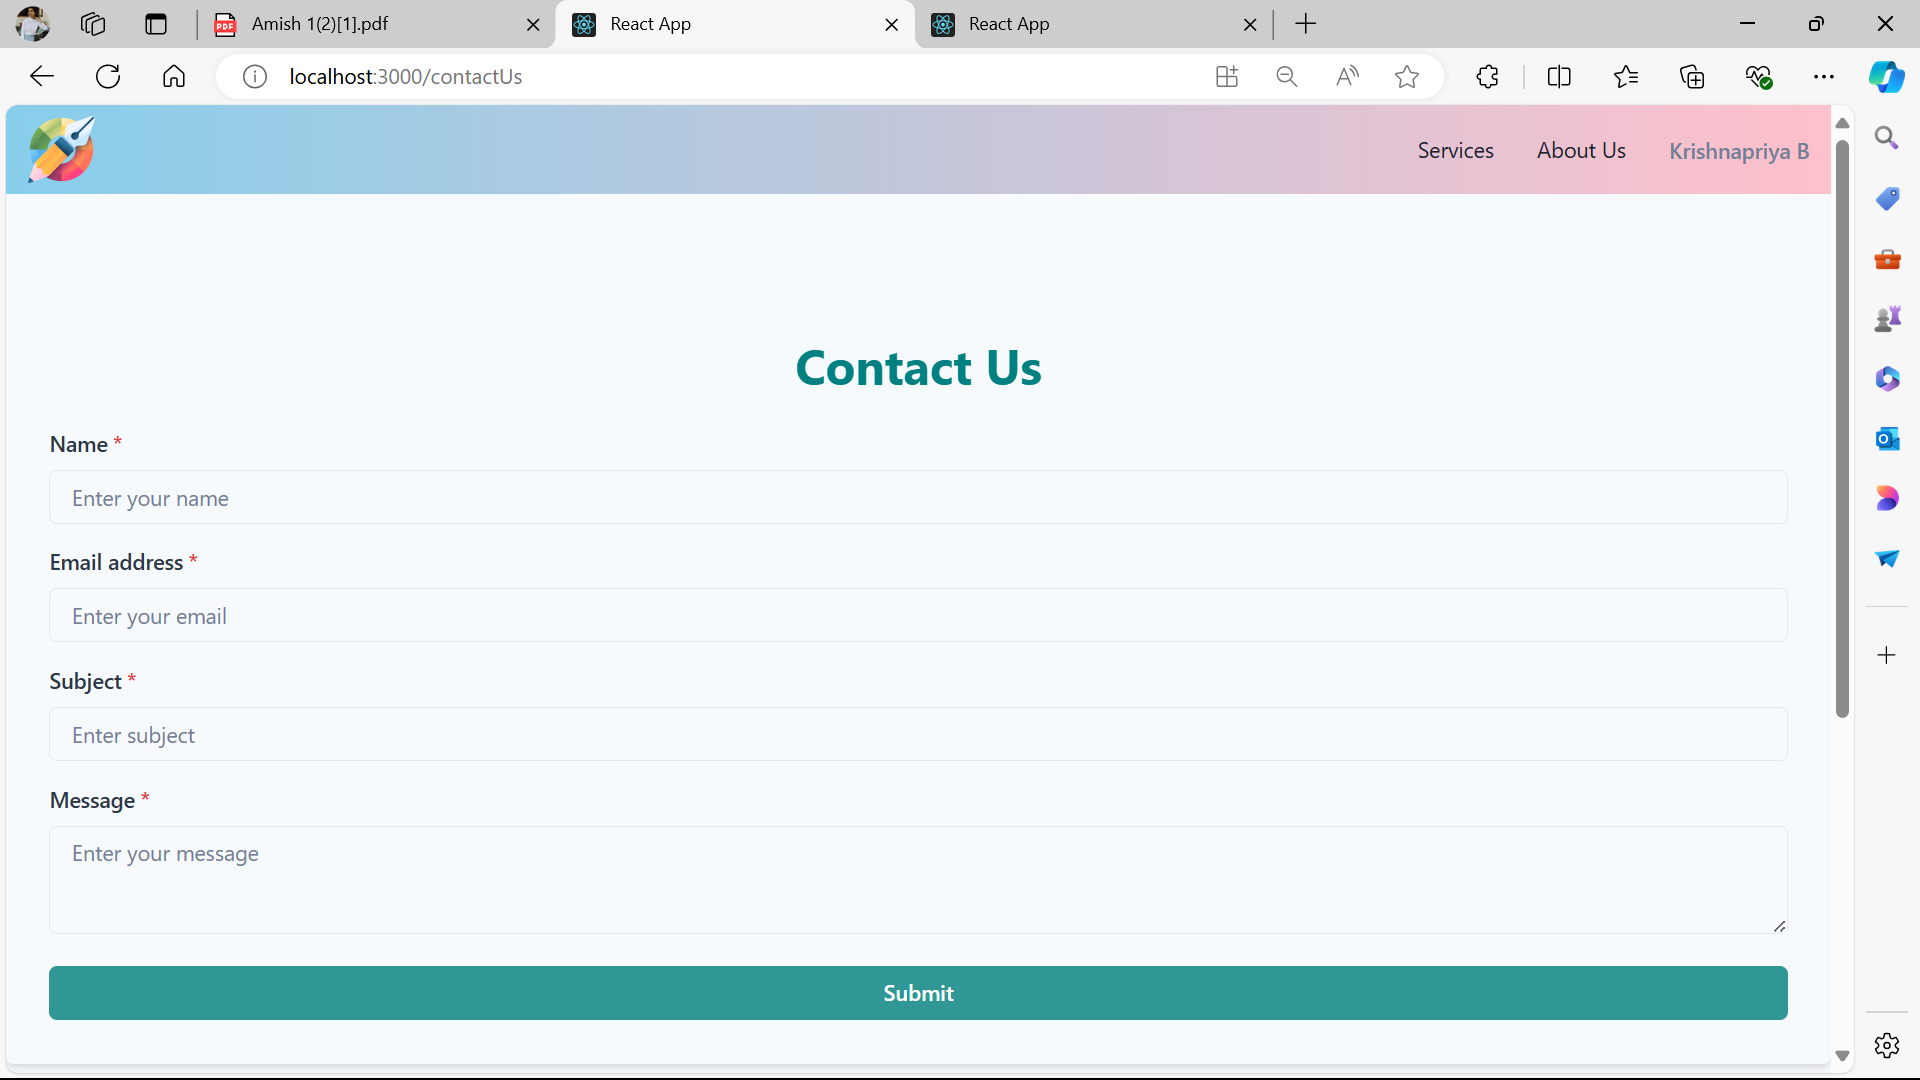 Amish 1(2)[1].pdf
React App
React App
localhost:3000/contactUs
Services
About Us
Krishnapriya B
Contact Us
Name *
Enter your name
Email address *
Enter your email
Subject *
Enter subject
Message *
Enter your message
Submit